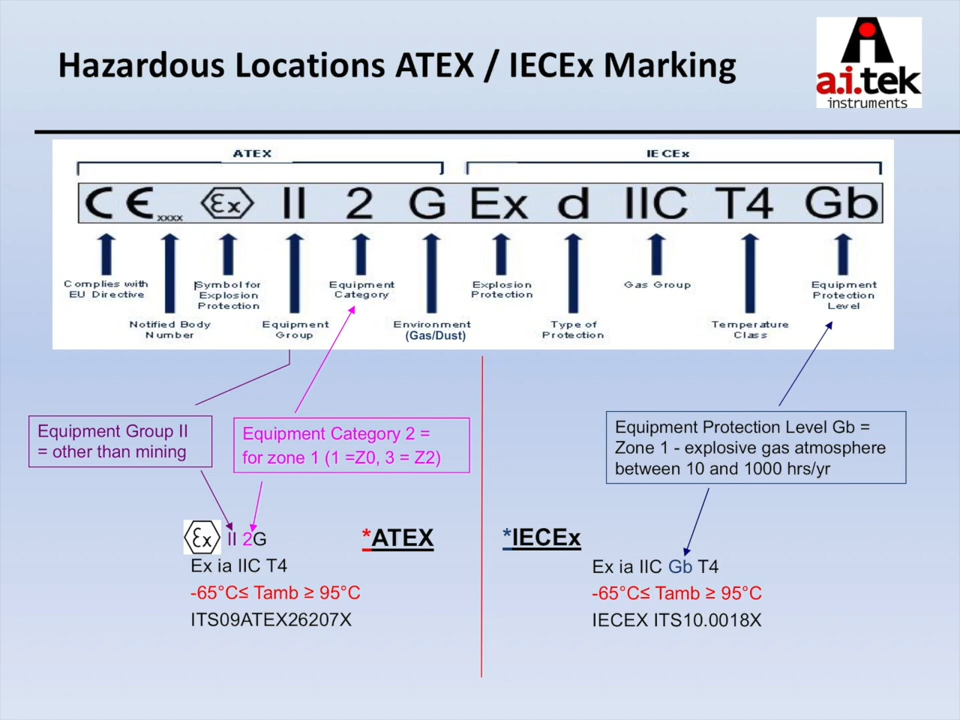 Hazardous Locations ATEX / IECEx Marking
a.i.tek
instruments
ATEX
IECEx
CE xxxx Ex II 2 G Ex d IIC T4 Gb
Complies with
EU Directive
Notified Body
Number
Symbol for
Explosion
Protection
Equipment
Group
Equipment
Category
Environment
(Gas/Dust)
Explosion
Protection
Type of
Protection
Gas Group
Temperature
Class
Equipment
Protection
Level
Equipment Group II
= other than mining
Equipment Category 2 =
for zone 1 (1 =Z0, 3 = Z2)
Equipment Protection Level Gb =
Zone 1 - explosive gas atmosphere
between 10 and 1000 hrs/yr
Ex II 2G
Ex ia IIC T4
-65°C≤ Tamb ≥ 95°C
ITS09ATEX26207X
*ATEX
*IECEx
Ex ia IIC Gb T4
-65°C≤ Tamb ≥ 95°C
IECEX ITS10.0018X